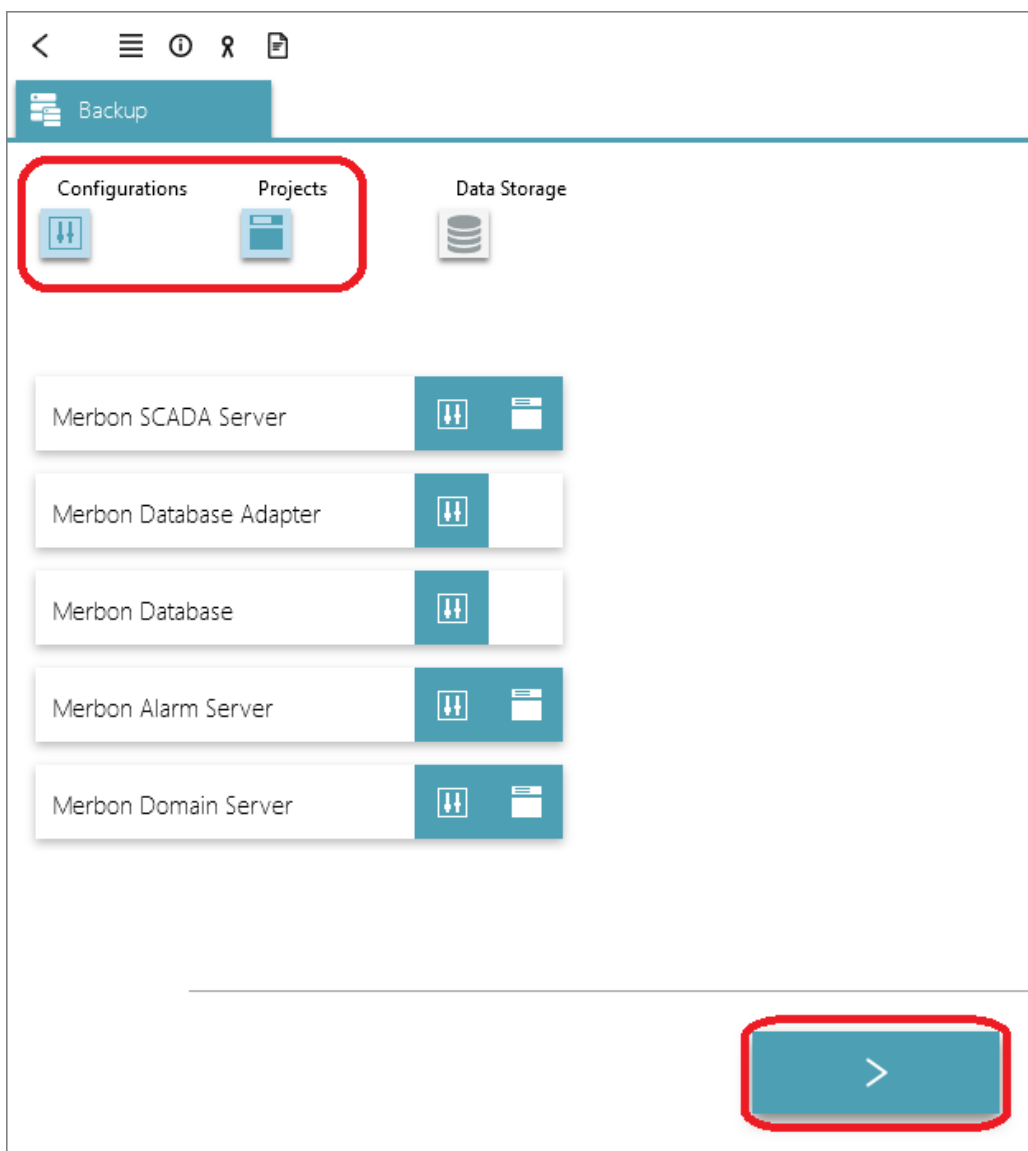 Backup
Configurations Projects Data Storage
Merbon SCADA Server
Merbon Database Adapter
Merbon Database
Merbon Alarm Server
Merbon Domain Server